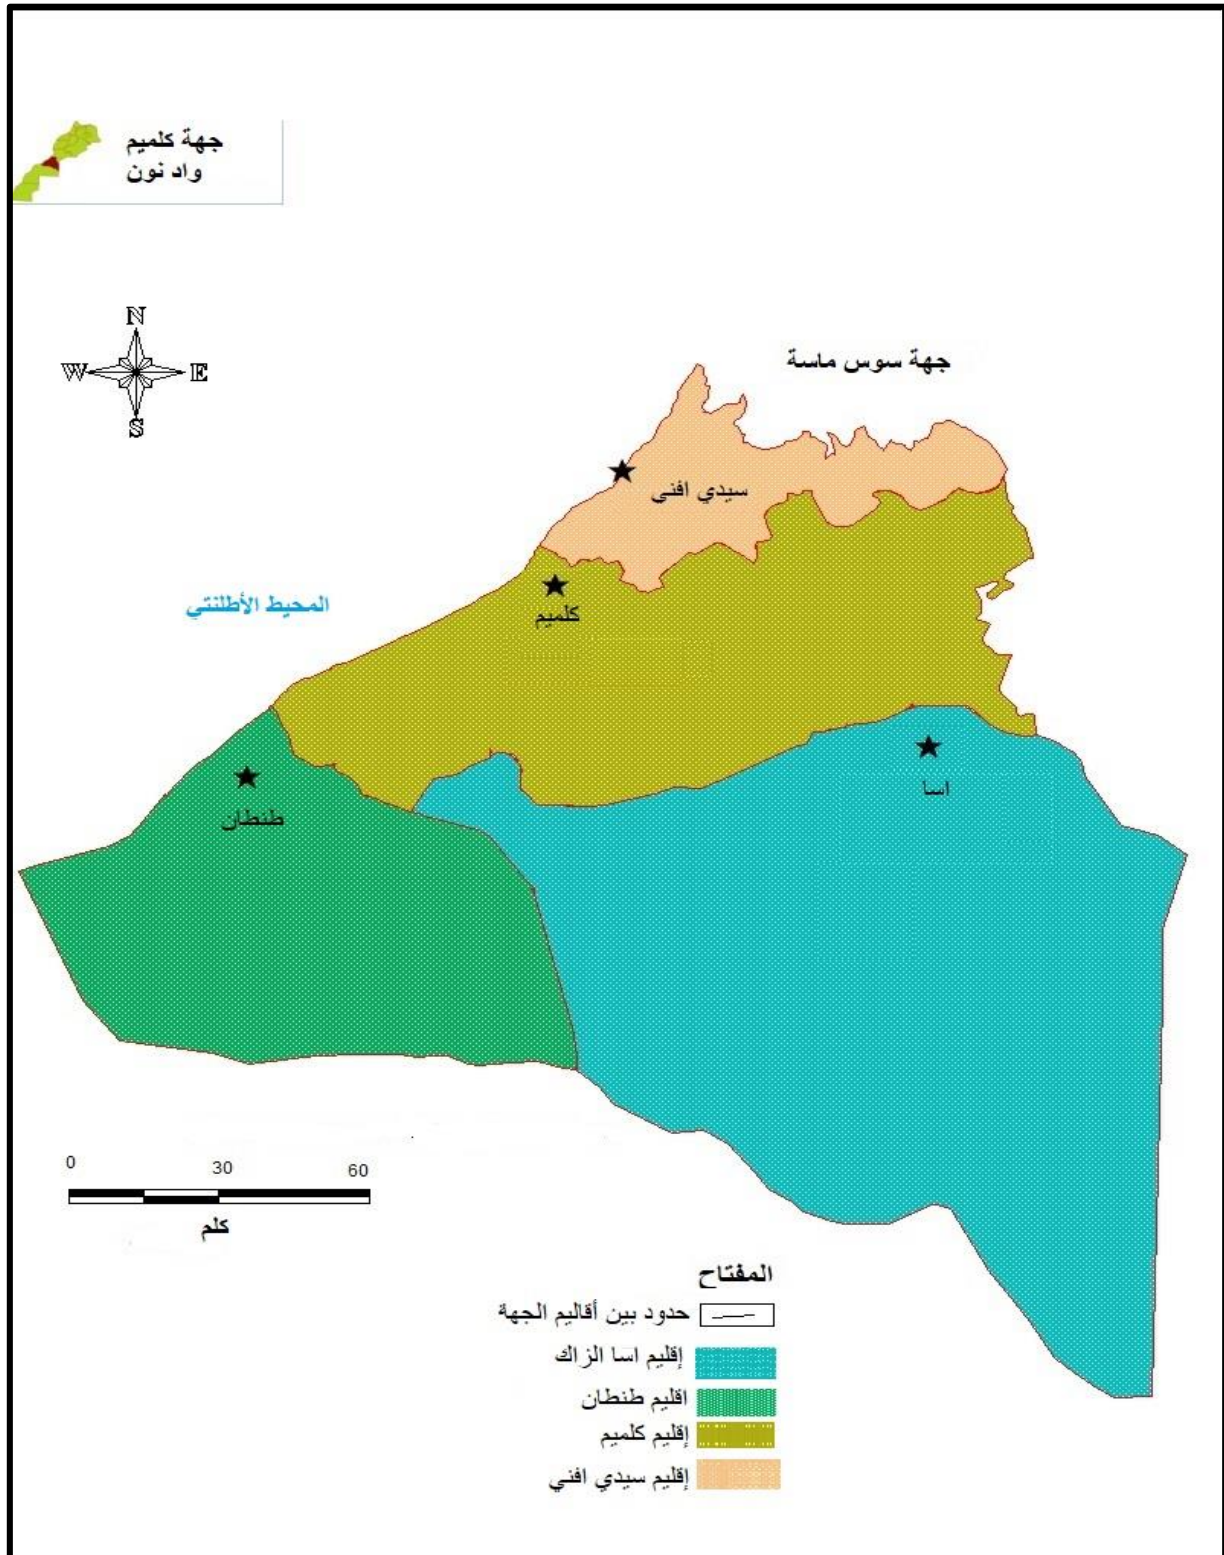 جهة كلميم
واد نون
N
W E
S
جهة سوس ماسة
سيدي افني
كلميم
المحيط الأطلنتي
اسا
طنطان
0 30 60
كلم
المفتاح
حدود بين أقاليم الجهة
إقليم اسا الزاك
اقليم طنطان
إقليم كلميم
إقليم سيدي افني